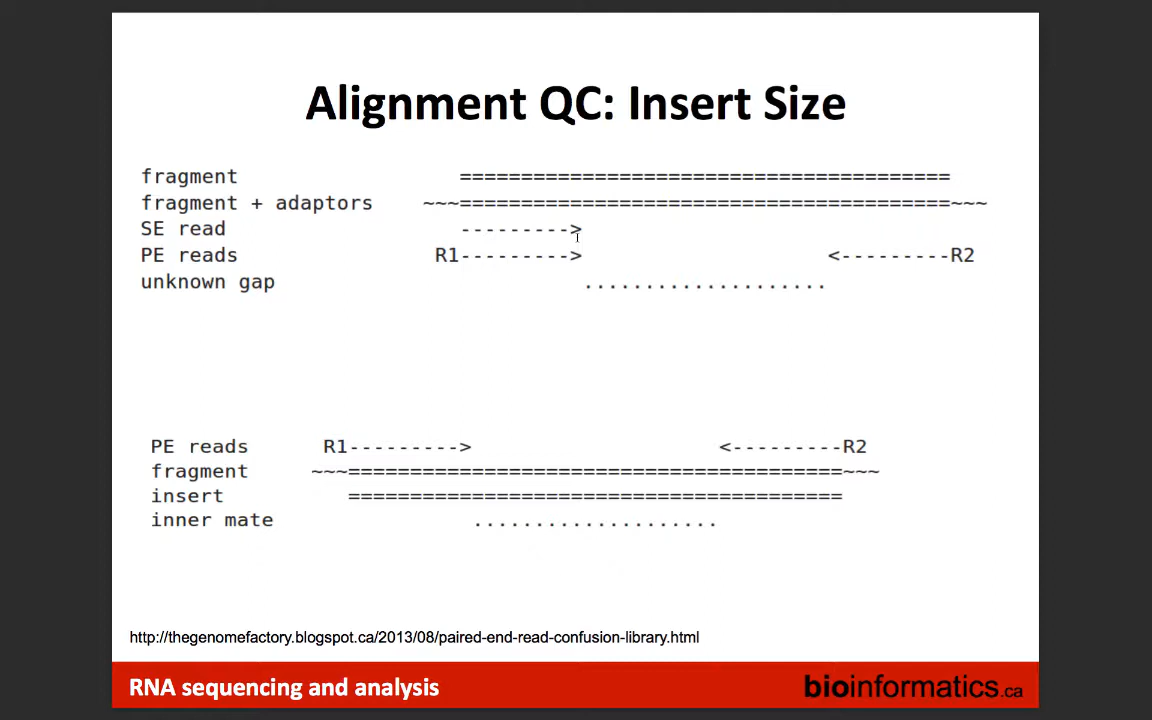 Alignment QC: Insert Size
fragment ========================================
fragment + adaptors ~~~========================================~~~
SE read --------->
PE reads R1---------> <---------R2
unknown gap ....................
PE reads R1---------> <---------R2
fragment ~~~========================================~~~
insert ========================================
inner mate ....................
http://thegenomefactory.blogspot.ca/2013/08/paired-end-read-confusion-library.html
RNA sequencing and analysis
bioinformatics.ca